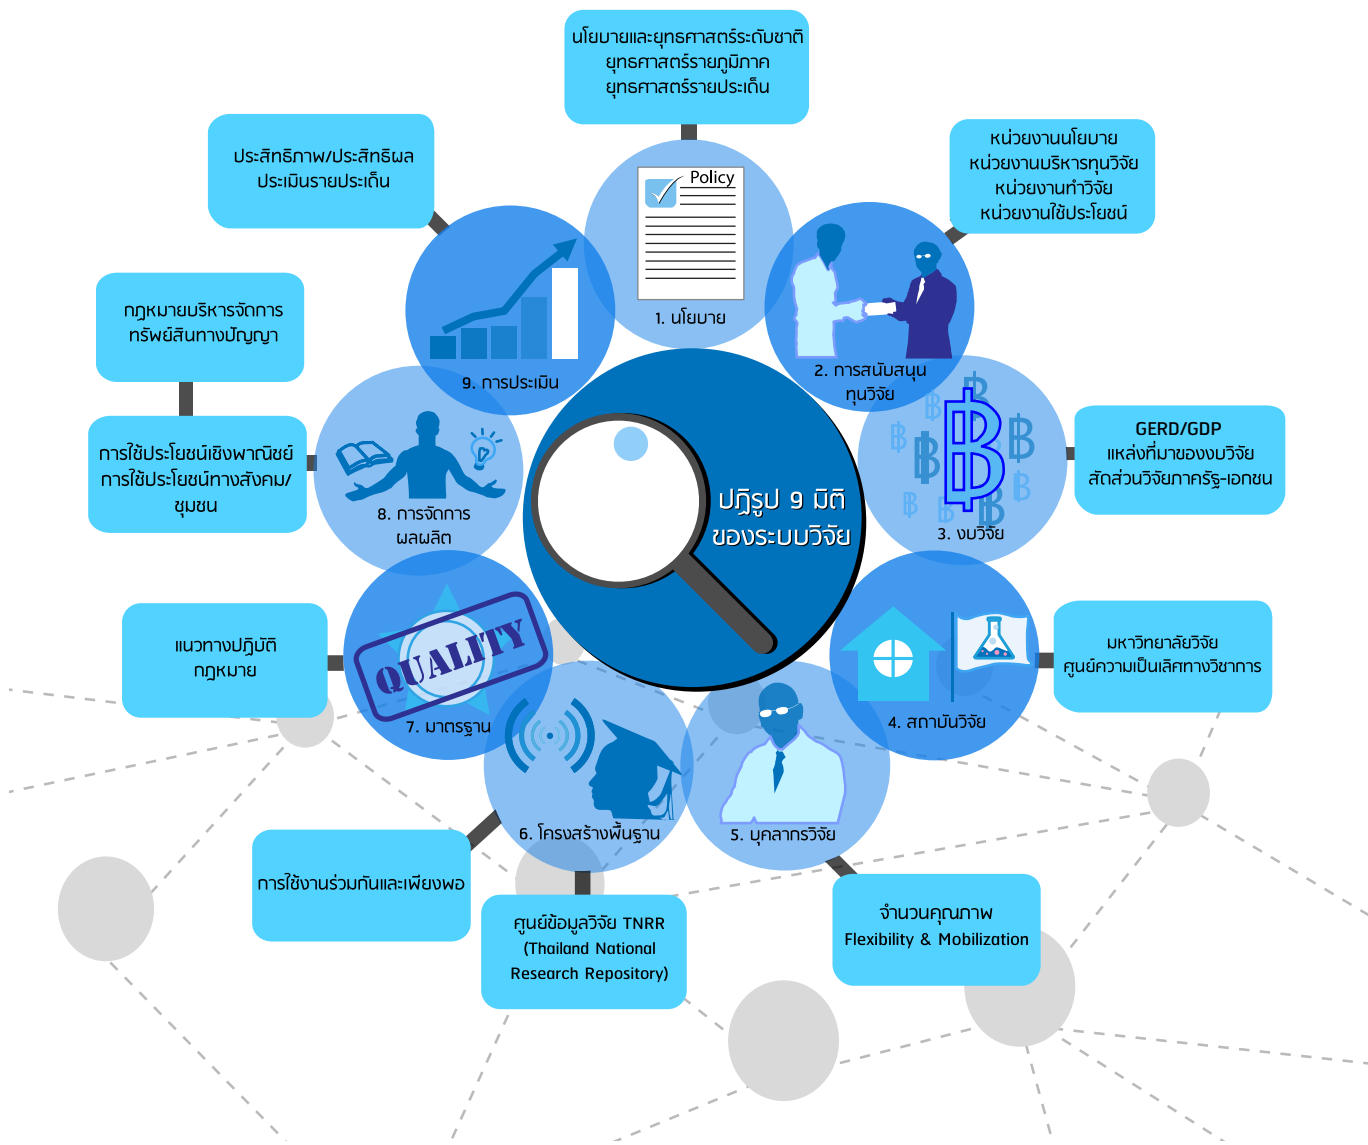 นโยบายและยุทธศาสตร์ระดับชาติ
ยุทธศาสตร์รายภูมิภาค
ยุทธศาสตร์รายประเด็น
Policy
1. นโยบาย
หน่วยงานนโยบาย
หน่วยงานบริหารทุนวิจัย
หน่วยงานทำวิจัย
หน่วยงานใช้ประโยชน์
2. การสนับสนุน
ทุนวิจัย
GERD/GDP
แหล่งที่มาของงบวิจัย
สัดส่วนวิจัยภาครัฐ-เอกชน
3. งบวิจัย
มหาวิทยาลัยวิจัย
ศูนย์ความเป็นเลิศทางวิชาการ
4. สถาบันวิจัย
จำนวนคุณภาพ
Flexibility & Mobilization
5. บุคลากรวิจัย
ศูนย์ข้อมูลวิจัย TNRR
(Thailand National
Research Repository)
การใช้งานร่วมกันและเพียงพอ
6. โครงสร้างพื้นฐาน
แนวทางปฏิบัติ
กฎหมาย
QUALITY
7. มาตรฐาน
กฎหมายบริหารจัดการ
ทรัพย์สินทางปัญญา
การใช้ประโยชน์เชิงพาณิชย์
การใช้ประโยชน์ทางสังคม/
ชุมชน
8. การจัดการ
ผลผลิต
ประสิทธิภาพ/ประสิทธิผล
ประเมินรายประเด็น
9. การประเมิน
ปฏิรูป 9 มิติ
ของระบบวิจัย